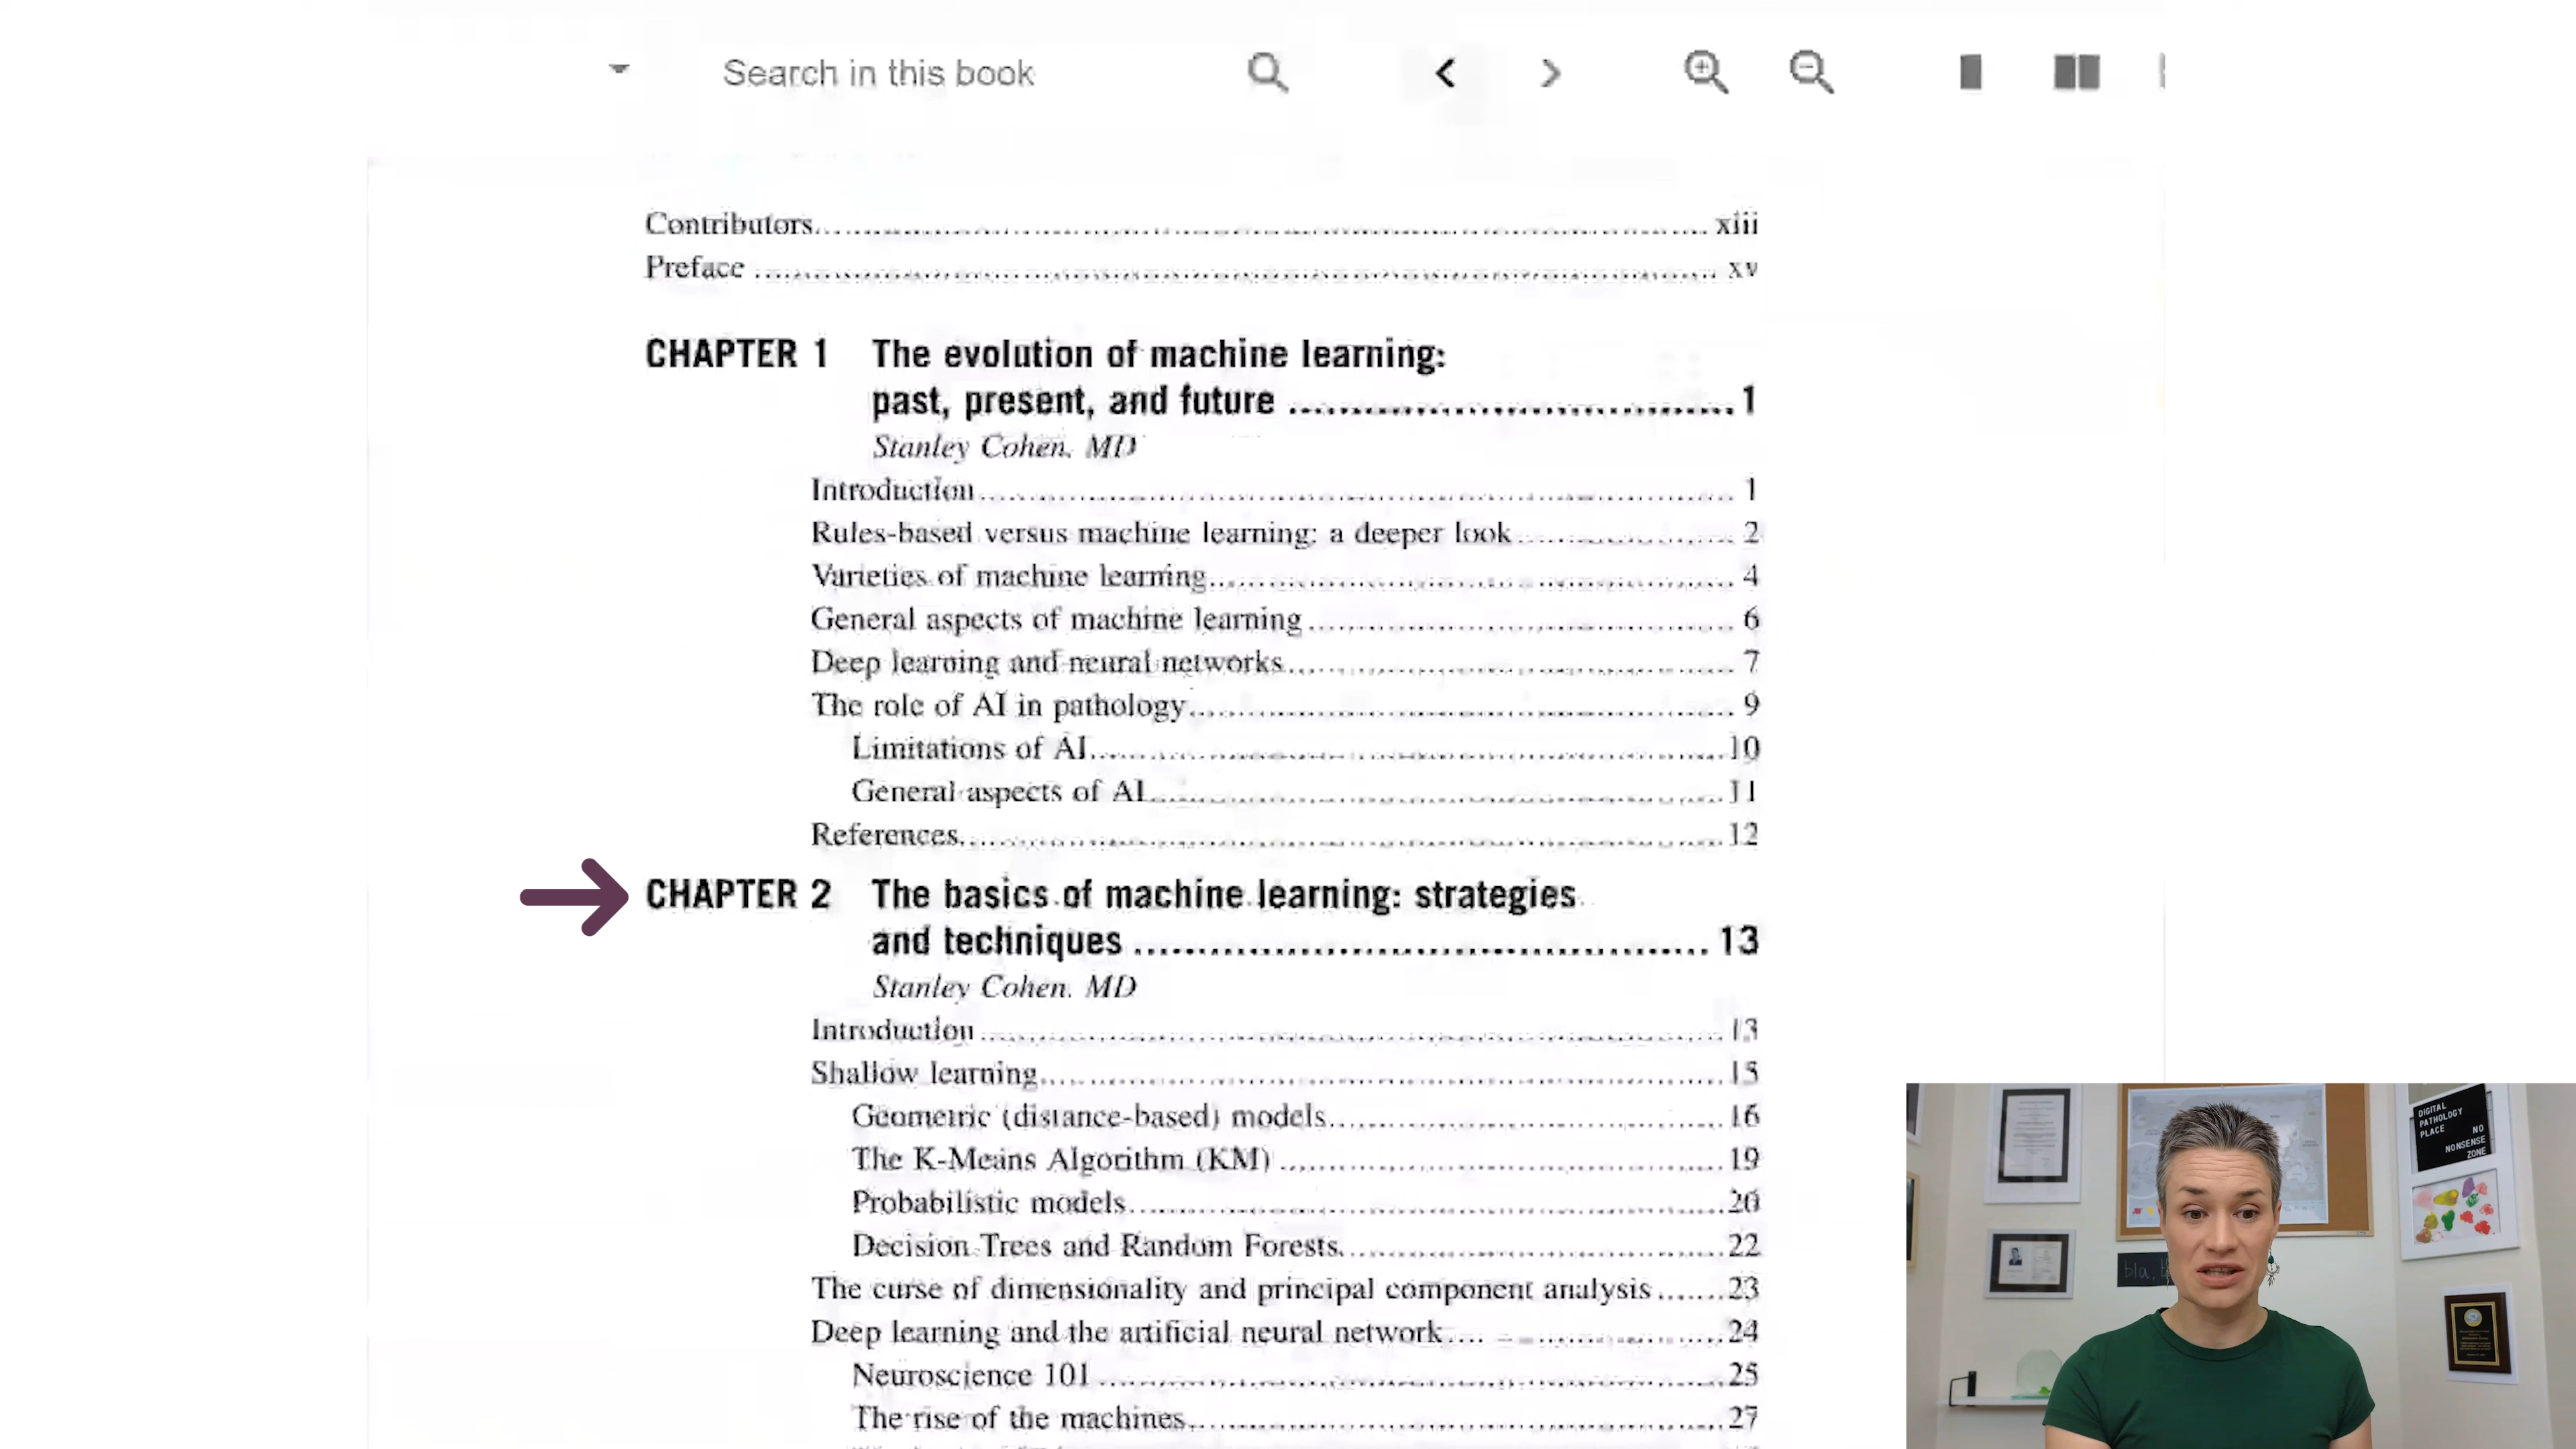 Search in this book
Contributors xiii
Preface xv
CHAPTER 1 The evolution of machine learning:
past, present, and future 1
Stanley Cohen, MD
Introduction 1
Rules-based versus machine learning: a deeper look 2
Varieties of machine learning 4
General aspects of machine learning 6
Deep learning and neural networks 7
The role of AI in pathology 9
Limitations of AI 10
General aspects of AI 11
References 12
CHAPTER 2 The basics of machine learning: strategies
and techniques 13
Stanley Cohen, MD
Introduction 13
Shallow learning 15
Geometric (distance-based) models 16
The K-Means Algorithm (KM) 19
Probabilistic models 20
Decision Trees and Random Forests 22
The curse of dimensionality and principal component analysis 23
Deep learning and the artificial neural network 24
Neuroscience 101 25
The rise of the machines 27
DIGITAL
PATHOLOGY
PLACE
NO
NONSENSE
ZONE
bla,